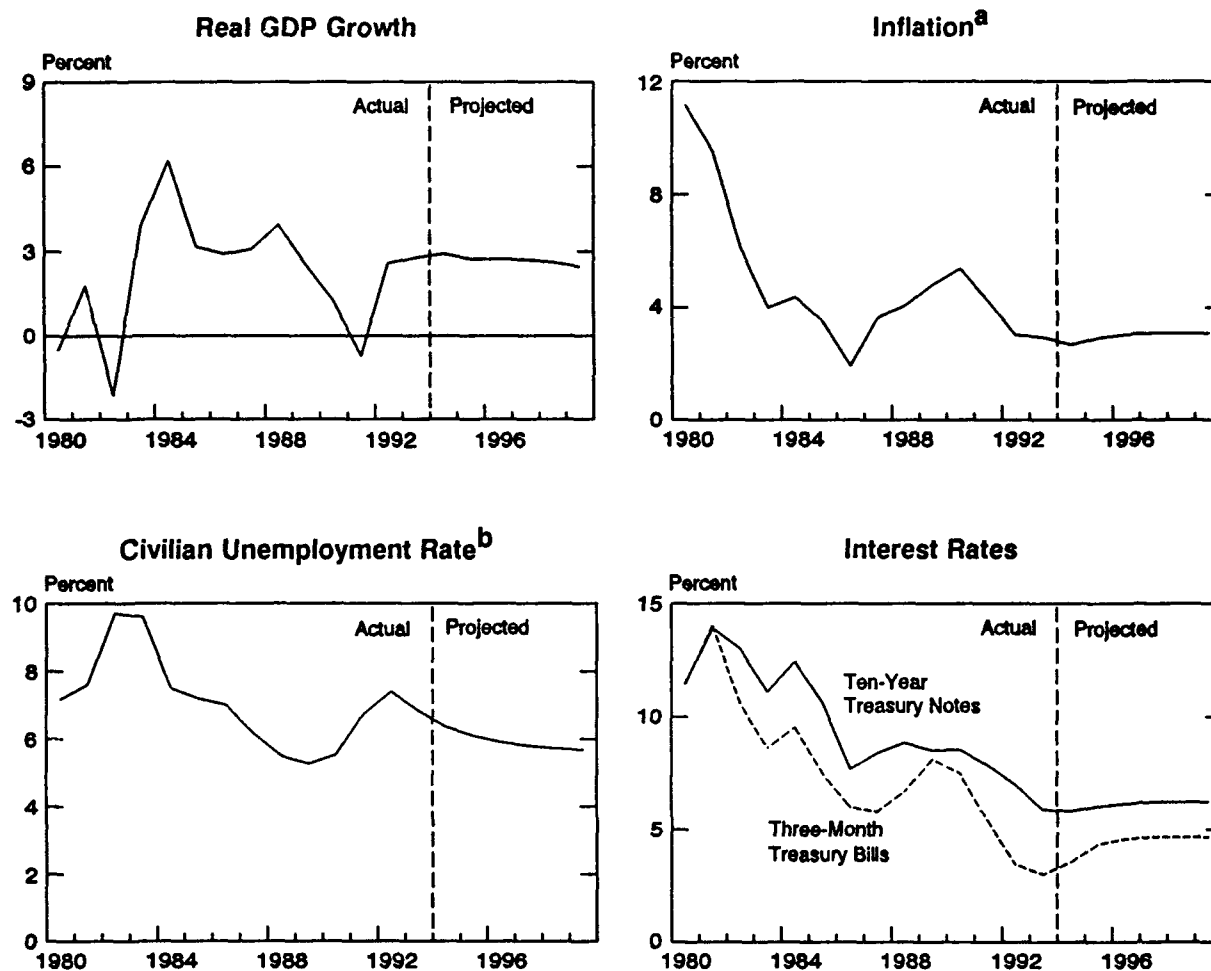 Real GDP Growth
Percent
9
6
3
0
-3
Actual
Projected
1980 1984 1988 1992 1996
Inflationa
Percent
12
8
4
0
Actual
Projected
1980 1984 1988 1992 1996
Civilian Unemployment Rateb
Percent
10
8
6
4
2
0
Actual
Projected
1980 1984 1988 1992 1996
Interest Rates
Percent
15
10
5
0
Actual
Projected
Ten-Year
Treasury Notes
Three-Month
Treasury Bills
1980 1984 1988 1992 1996